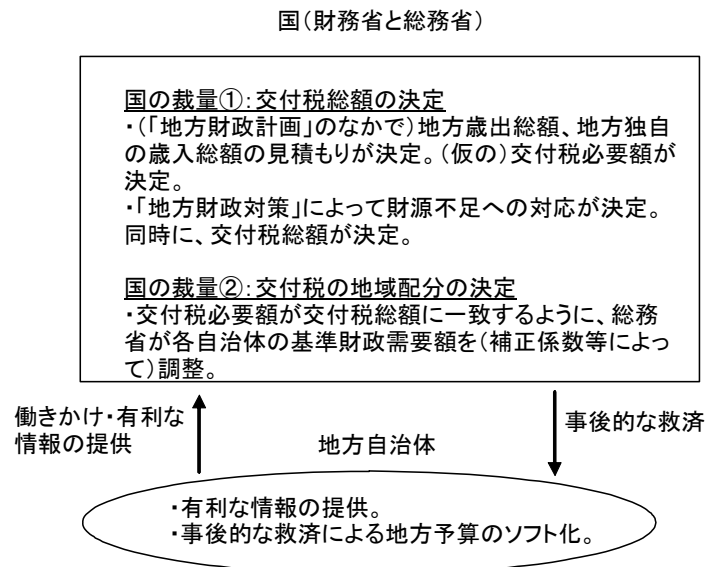 国(財務省と総務省)
国の裁量①:交付税総額の決定
・(「地方財政計画」のなかで)地方歳出総額、地方独自
の歳入総額の見積もりが決定。(仮の)交付税必要額が
決定。
・「地方財政対策」によって財源不足への対応が決定。
同時に、交付税総額が決定。
国の裁量②:交付税の地域配分の決定
・交付税必要額が交付税総額に一致するように、総務
省が各自治体の基準財政需要額を(補正係数等によっ
て)調整。
働きかけ・有利な
情報の提供
地方自治体
事後的な救済
・有利な情報の提供。
・事後的な救済による地方予算のソフト化。